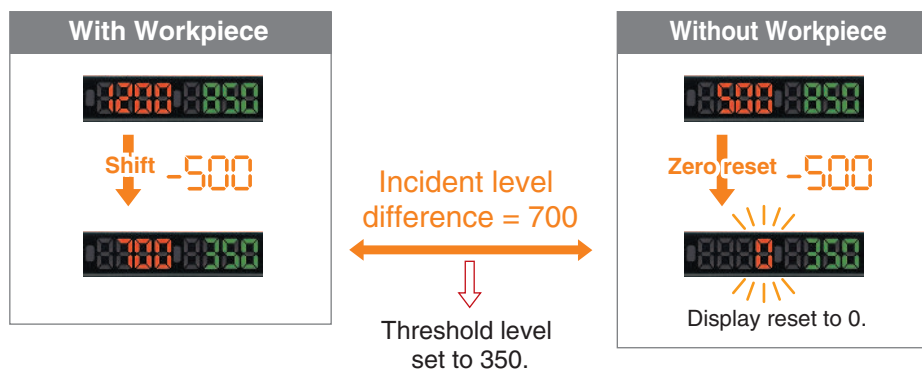 With Workpiece
1200 850
Shift -500
700 350
Incident level
difference = 700
Threshold level
set to 350.
Without Workpiece
500 850
Zero reset -500
0 350
Display reset to 0.